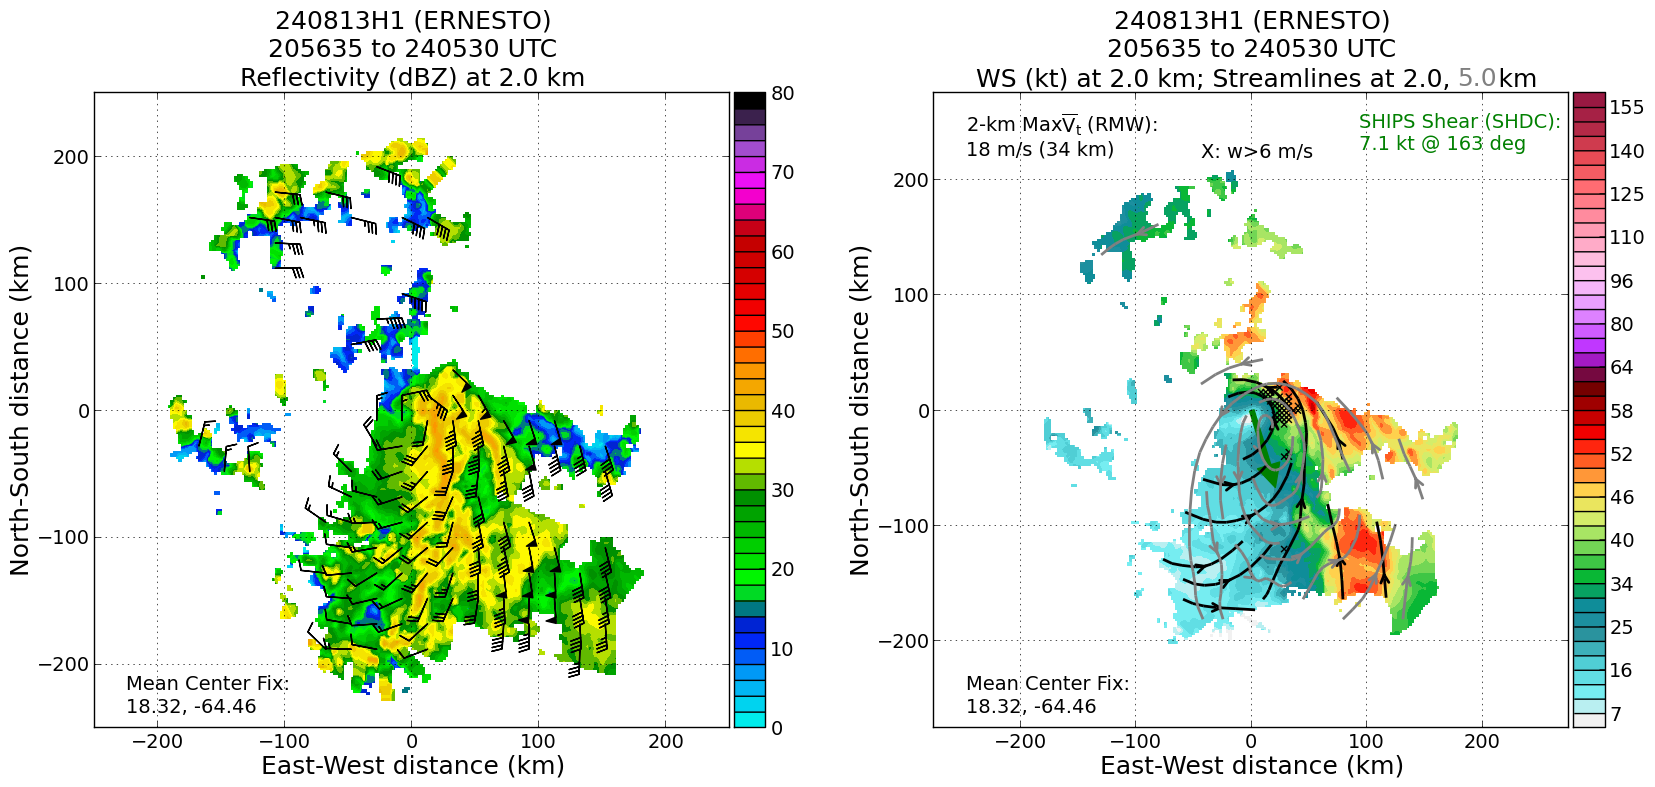 240813H1 (ERNESTO)
205635 to 240530 UTC
Reflectivity (dBZ) at 2.0 km
North-South distance (km)
200
100
0
−100
−200
Mean Center Fix:
18.32, -64.46
−200 −100 0 100 200
East-West distance (km)
80
70
60
50
40
30
20
10
0
240813H1 (ERNESTO)
205635 to 240530 UTC
WS (kt) at 2.0 km; Streamlines at 2.0, 5.0 km
2-km Max V̅t (RMW):
18 m/s (34 km)
X: w>6 m/s
SHIPS Shear (SHDC):
7.1 kt @ 163 deg
North-South distance (km)
200
100
0
−100
−200
Mean Center Fix:
18.32, -64.46
−200 −100 0 100 200
East-West distance (km)
155
140
125
110
96
80
64
58
52
46
40
34
25
16
7